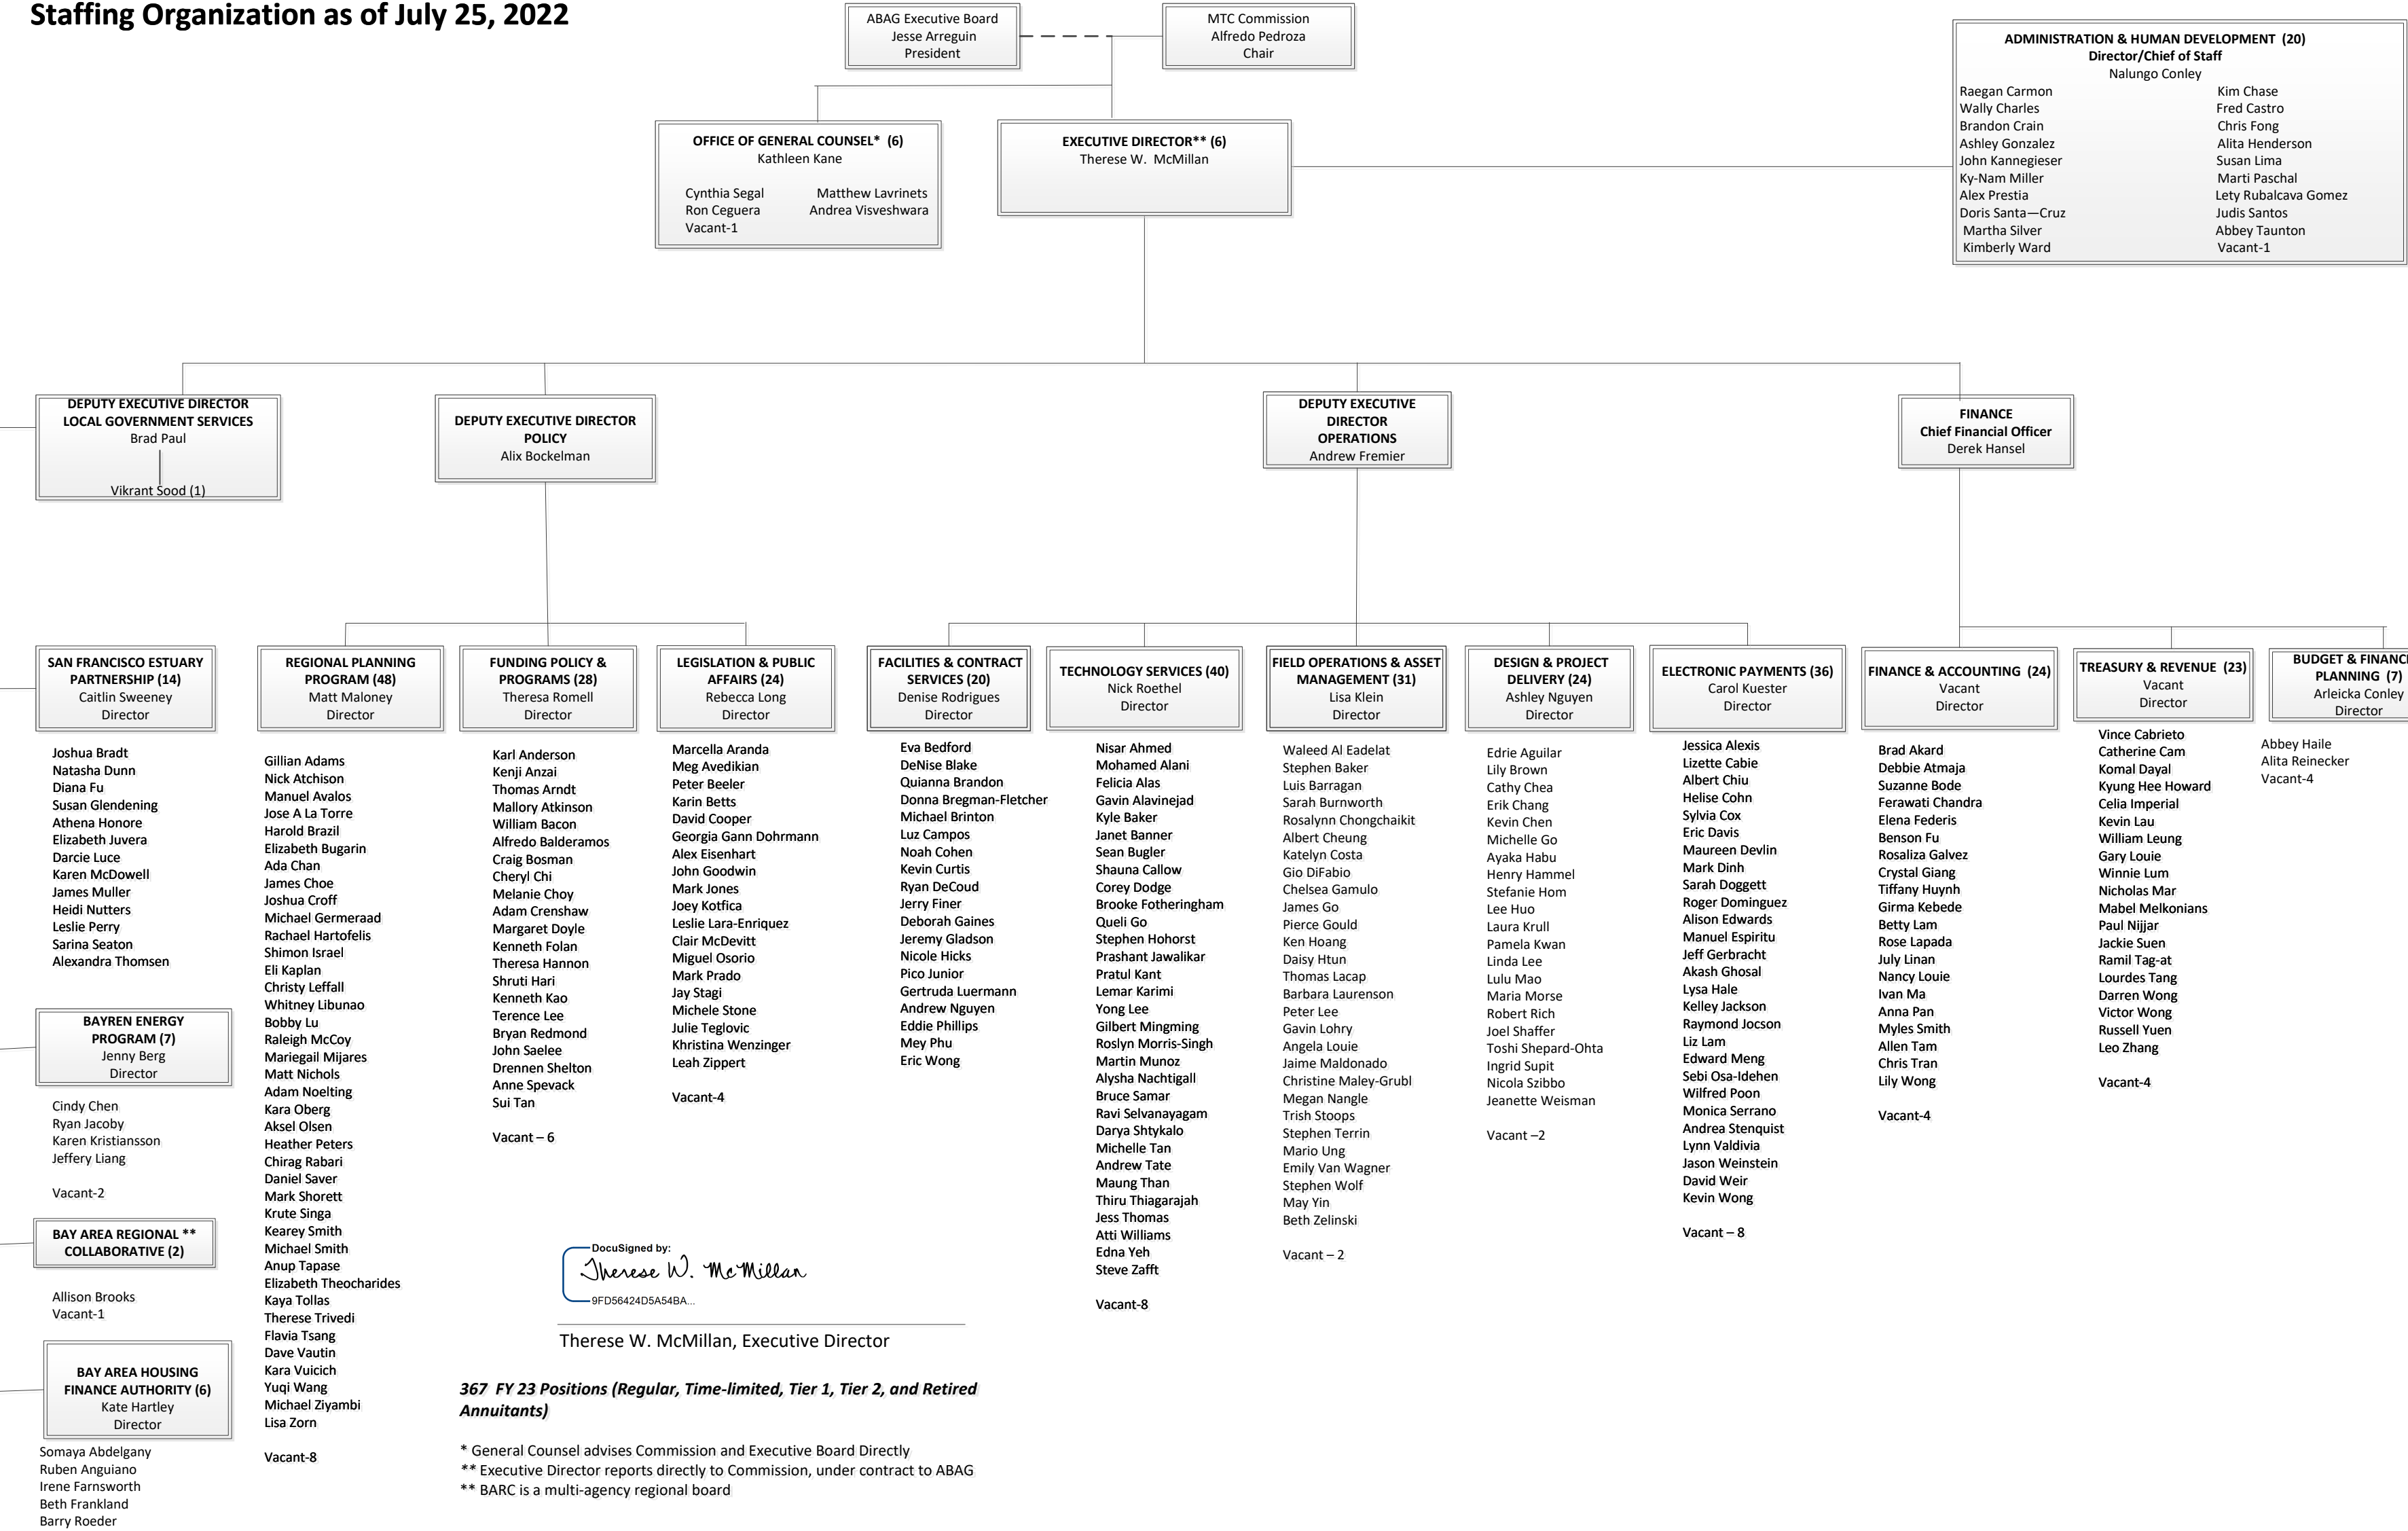 Staffing Organization as of July 25, 2022
ABAG Executive Board
Jesse Arreguin
President
MTC Commission
Alfredo Pedroza
Chair
ADMINISTRATION & HUMAN DEVELOPMENT (20)
Director/Chief of Staff
Nalungo Conley
Raegan Carmon
Wally Charles
Brandon Crain
Ashley Gonzalez
John Kannegieser
Ky-Nam Miller
Alex Prestia
Doris Santa—Cruz
Martha Silver
Kimberly Ward
Kim Chase
Fred Castro
Chris Fong
Alita Henderson
Susan Lima
Marti Paschal
Lety Rubalcava Gomez
Judis Santos
Abbey Taunton
Vacant-1
OFFICE OF GENERAL COUNSEL* (6)
Kathleen Kane
Cynthia Segal
Ron Ceguera
Vacant-1
Matthew Lavrinets
Andrea Visveshwara
EXECUTIVE DIRECTOR** (6)
Therese W. McMillan
DEPUTY EXECUTIVE DIRECTOR
LOCAL GOVERNMENT SERVICES
Brad Paul
Vikrant Sood (1)
DEPUTY EXECUTIVE DIRECTOR
POLICY
Alix Bockelman
DEPUTY EXECUTIVE
DIRECTOR
OPERATIONS
Andrew Fremier
FINANCE
Chief Financial Officer
Derek Hansel
SAN FRANCISCO ESTUARY
PARTNERSHIP (14)
Caitlin Sweeney
Director
Joshua Bradt
Natasha Dunn
Diana Fu
Susan Glendening
Athena Honore
Elizabeth Juvera
Darcie Luce
Karen McDowell
James Muller
Heidi Nutters
Leslie Perry
Sarina Seaton
Alexandra Thomsen
BAYREN ENERGY
PROGRAM (7)
Jenny Berg
Director
Cindy Chen
Ryan Jacoby
Karen Kristiansson
Jeffery Liang
Vacant-2
BAY AREA REGIONAL **
COLLABORATIVE (2)
Allison Brooks
Vacant-1
BAY AREA HOUSING
FINANCE AUTHORITY (6)
Kate Hartley
Director
Somaya Abdelgany
Ruben Anguiano
Irene Farnsworth
Beth Frankland
Barry Roeder
REGIONAL PLANNING
PROGRAM (48)
Matt Maloney
Director
Gillian Adams
Nick Atchison
Manuel Avalos
Jose A La Torre
Harold Brazil
Elizabeth Bugarin
Ada Chan
James Choe
Joshua Croff
Michael Germeraad
Rachael Hartofelis
Shimon Israel
Eli Kaplan
Christy Leffall
Whitney Libunao
Bobby Lu
Raleigh McCoy
Mariegail Mijares
Matt Nichols
Adam Noelting
Kara Oberg
Aksel Olsen
Heather Peters
Chirag Rabari
Daniel Saver
Mark Shorett
Krute Singa
Kearey Smith
Michael Smith
Anup Tapase
Elizabeth Theocharides
Kaya Tollas
Therese Trivedi
Flavia Tsang
Dave Vautin
Kara Vuicich
Yuqi Wang
Michael Ziyambi
Lisa Zorn
Vacant-8
FUNDING POLICY &
PROGRAMS (28)
Theresa Romell
Director
Karl Anderson
Kenji Anzai
Thomas Arndt
Mallory Atkinson
William Bacon
Alfredo Balderamos
Craig Bosman
Cheryl Chi
Melanie Choy
Adam Crenshaw
Margaret Doyle
Kenneth Folan
Theresa Hannon
Shruti Hari
Kenneth Kao
Terence Lee
Bryan Redmond
John Saelee
Drennen Shelton
Anne Spevack
Sui Tan
Vacant – 6
LEGISLATION & PUBLIC
AFFAIRS (24)
Rebecca Long
Director
Marcella Aranda
Meg Avedikian
Peter Beeler
Karin Betts
David Cooper
Georgia Gann Dohrmann
Alex Eisenhart
John Goodwin
Mark Jones
Joey Kotfica
Leslie Lara-Enriquez
Clair McDevitt
Miguel Osorio
Mark Prado
Jay Stagi
Michele Stone
Julie Teglovic
Khristina Wenzinger
Leah Zippert
Vacant-4
FACILITIES & CONTRACT
SERVICES (20)
Denise Rodrigues
Director
Eva Bedford
DeNise Blake
Quianna Brandon
Donna Bregman-Fletcher
Michael Brinton
Luz Campos
Noah Cohen
Kevin Curtis
Ryan DeCoud
Jerry Finer
Deborah Gaines
Jeremy Gladson
Nicole Hicks
Pico Junior
Gertruda Luermann
Andrew Nguyen
Eddie Phillips
Mey Phu
Eric Wong
TECHNOLOGY SERVICES (40)
Nick Roethel
Director
Nisar Ahmed
Mohamed Alani
Felicia Alas
Gavin Alavinejad
Kyle Baker
Janet Banner
Sean Bugler
Shauna Callow
Corey Dodge
Brooke Fotheringham
Queli Go
Stephen Hohorst
Prashant Jawalikar
Pratul Kant
Lemar Karimi
Yong Lee
Gilbert Mingming
Roslyn Morris-Singh
Martin Munoz
Alysha Nachtigall
Bruce Samar
Ravi Selvanayagam
Darya Shtykalo
Michelle Tan
Andrew Tate
Maung Than
Thiru Thiagarajah
Jess Thomas
Atti Williams
Edna Yeh
Steve Zafft
Vacant-8
FIELD OPERATIONS & ASSET
MANAGEMENT (31)
Lisa Klein
Director
Waleed Al Eadelat
Stephen Baker
Luis Barragan
Sarah Burnworth
Rosalynn Chongchaikit
Albert Cheung
Katelyn Costa
Gio DiFabio
Chelsea Gamulo
James Go
Pierce Gould
Ken Hoang
Daisy Htun
Thomas Lacap
Barbara Laurenson
Peter Lee
Gavin Lohry
Angela Louie
Jaime Maldonado
Christine Maley-Grubl
Megan Nangle
Trish Stoops
Stephen Terrin
Mario Ung
Emily Van Wagner
Stephen Wolf
May Yin
Beth Zelinski
Vacant – 2
DESIGN & PROJECT
DELIVERY (24)
Ashley Nguyen
Director
Edrie Aguilar
Lily Brown
Cathy Chea
Erik Chang
Kevin Chen
Michelle Go
Ayaka Habu
Henry Hammel
Stefanie Hom
Lee Huo
Laura Krull
Pamela Kwan
Linda Lee
Lulu Mao
Maria Morse
Robert Rich
Joel Shaffer
Toshi Shepard-Ohta
Ingrid Supit
Nicola Szibbo
Jeanette Weisman
Vacant –2
ELECTRONIC PAYMENTS (36)
Carol Kuester
Director
Jessica Alexis
Lizette Cabie
Albert Chiu
Helise Cohn
Sylvia Cox
Eric Davis
Maureen Devlin
Mark Dinh
Sarah Doggett
Roger Dominguez
Alison Edwards
Manuel Espiritu
Jeff Gerbracht
Akash Ghosal
Lysa Hale
Kelley Jackson
Raymond Jocson
Liz Lam
Edward Meng
Sebi Osa-Idehen
Wilfred Poon
Monica Serrano
Andrea Stenquist
Lynn Valdivia
Jason Weinstein
David Weir
Kevin Wong
Vacant – 8
FINANCE & ACCOUNTING (24)
Vacant
Director
Brad Akard
Debbie Atmaja
Suzanne Bode
Ferawati Chandra
Elena Federis
Benson Fu
Rosaliza Galvez
Crystal Giang
Tiffany Huynh
Girma Kebede
Betty Lam
Rose Lapada
July Linan
Nancy Louie
Ivan Ma
Anna Pan
Myles Smith
Allen Tam
Chris Tran
Lily Wong
Vacant-4
TREASURY & REVENUE (23)
Vacant
Director
Vince Cabrieto
Catherine Cam
Komal Dayal
Kyung Hee Howard
Celia Imperial
Kevin Lau
William Leung
Gary Louie
Winnie Lum
Nicholas Mar
Mabel Melkonians
Paul Nijjar
Jackie Suen
Ramil Tag-at
Lourdes Tang
Darren Wong
Victor Wong
Russell Yuen
Leo Zhang
Vacant-4
BUDGET & FINANC
PLANNING (7)
Arleicka Conley
Director
Abbey Haile
Alita Reinecker
Vacant-4
DocuSigned by:
Therese W. McMillan
9FD56424D5A54BA...
Therese W. McMillan, Executive Director
367 FY 23 Positions (Regular, Time-limited, Tier 1, Tier 2, and Retired
Annuitants)
* General Counsel advises Commission and Executive Board Directly
** Executive Director reports directly to Commission, under contract to ABAG
** BARC is a multi-agency regional board